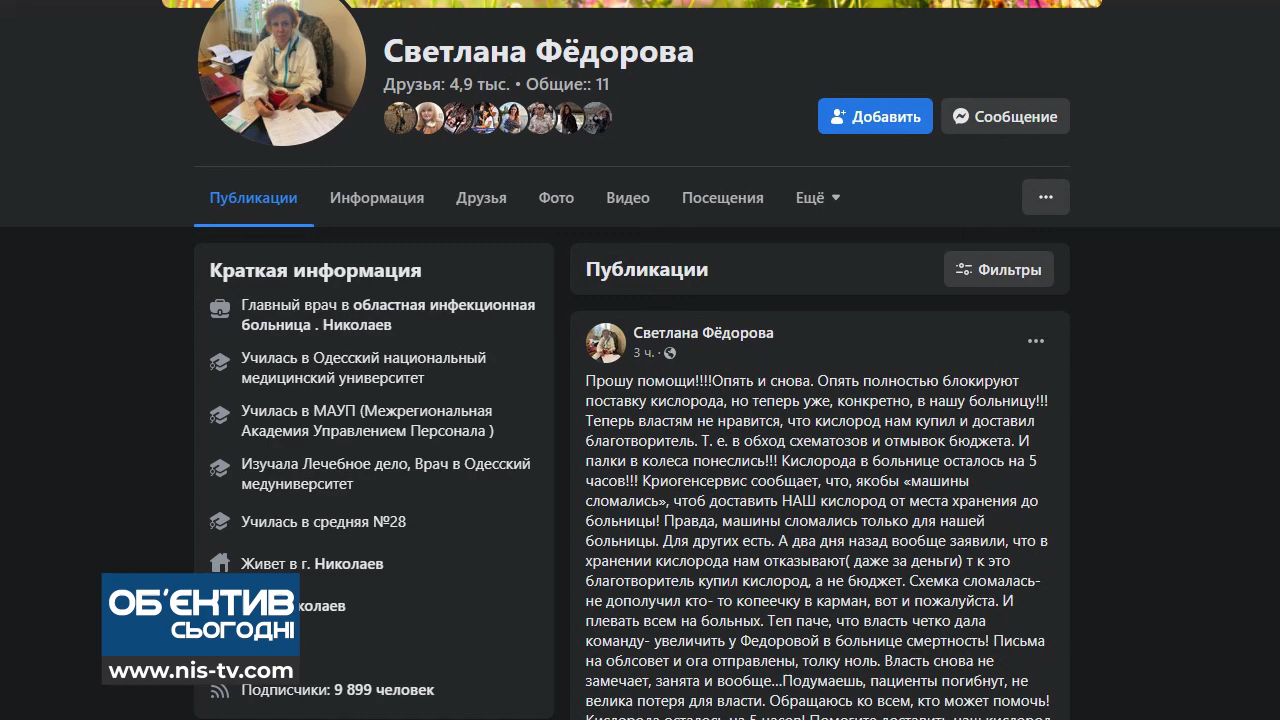 Светлана Фёдорова
Друзья: 4,9 тыс. • Общие:: 11
Добавить
Сообщение
Публикации
Информация
Друзья
Фото
Видео
Посещения
Ещё
Краткая информация
Главный врач в областная инфекционная
больница . Николаев
Училась в Одесский национальный
медицинский университет
Училась в МАУП (Межрегиональная
Академия Управлением Персонала )
Изучала Лечебное дело, Врач в Одесский
медуниверситет
Училась в средняя №28
Живет в г. Николаев
Подписчики: 9 899 человек
Публикации
Фильтры
Светлана Фёдорова
3 ч. ·
Прошу помощи!!!!Опять и снова. Опять полностью блокируют
поставку кислорода, но теперь уже, конкретно, в нашу больницу!!!
Теперь властям не нравится, что кислород нам купил и доставил
благотворитель. Т. е. в обход схематозов и отмывок бюджета. И
палки в колеса понеслись!!! Кислорода в больнице осталось на 5
часов!!! Криогенсервис сообщает, что, якобы «машины
сломались», чтоб доставить НАШ кислород от места хранения до
больницы! Правда, машины сломались только для нашей
больницы. Для других есть. А два дня назад вообще заявили, что в
хранении кислорода нам отказывают( даже за деньги) т к это
благотворитель купил кислород, а не бюджет. Схемка сломалась-
не дополучил кто- то копеечку в карман, вот и пожалуйста. И
плевать всем на больных. Теп паче, что власть четко дала
команду- увеличить у Федоровой в больнице смертность! Письма
на облсовет и ога отправлены, толку ноль. Власть снова не
замечает, занята и вообще...Подумаешь, пациенты погибнут, не
велика потеря для власти. Обращаюсь ко всем, кто может помочь!
Кислорода осталось на 5 часов! Помогите доставить наш кислород
ОБ'ЄКТИВ
СЬОГОДНІ
www.nis-tv.com